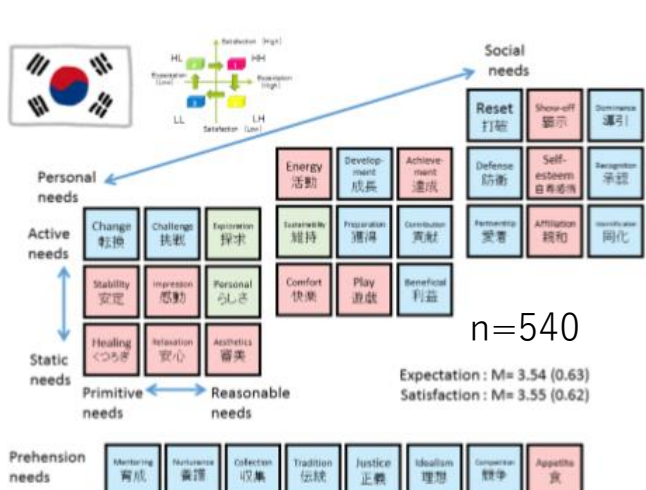 Satisfaction (High)
HL
HH
Expectation
(Low)
Expectation
(High)
LL
LH
Satisfaction (Low)
Social
needs
Personal
needs
Active
needs
Static
needs
Primitive
needs
Reasonable
needs
Change
転換
Challenge
挑戦
Exploration
探求
Stability
安定
Impression
感動
Personal
らしさ
Healing
くつろぎ
Relaxation
安心
Aesthetics
審美
Energy
活動
Develop-
ment
成長
Achieve-
ment
達成
Sustainability
維持
Preparation
獲得
Contribution
貢献
Comfort
快楽
Play
遊戯
Beneficial
利益
Reset
打破
Show-off
顕示
Dominance
導引
Defense
防衛
Self-
esteem
自尊感情
Recognition
承認
Partnership
愛着
Affiliation
親和
同化
n=540
Expectation : M= 3.54 (0.63)
Satisfaction : M= 3.55 (0.62)
Prehension
needs
Mentoring
育成
Nurturance
養護
Collection
収集
Tradition
伝統
Justice
正義
Idealism
理想
Competition
競争
Appetite
食